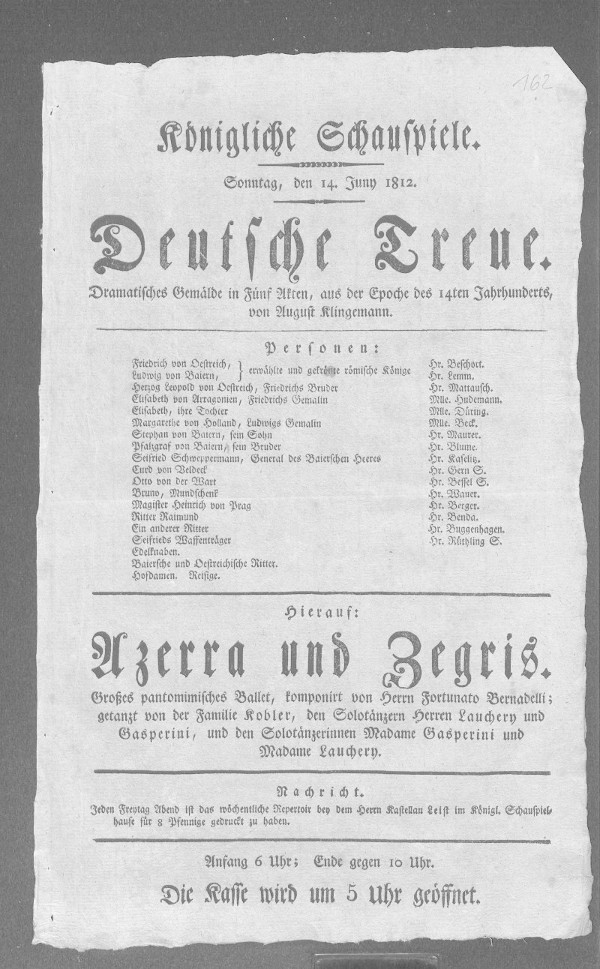 162
Königliche Schauspiele.
Sonntag, den 14. Juny 1812.
Deutsche Treue.
Dramatisches Gemälde in Fünf Akten, aus der Epoche des 14ten Jahrhunderts,
von August Klingemann.
Personen:
Friedrich von Oestreich, } erwählte und gekrönte römische Könige Hr. Beschort.
Ludwig von Baiern, Hr. Lemm.
Herzog Leopold von Oestreich, Friedrichs Bruder Hr. Mattausch.
Elisabeth von Arragonien, Friedrichs Gemalin Mlle. Hudemann.
Elisabeth, ihre Tochter Mlle. Düring.
Margarethe von Holland, Ludwigs Gemalin Mlle. Beck.
Stephan von Baiern, sein Sohn Hr. Maurer.
Pfalzgraf von Baiern, sein Bruder Hr. Blume.
Seifried Schweppermann, General des Baierschen Heeres Hr. Kaselitz.
Curd von Veldeck Hr. Gern S.
Otto von der Wart Hr. Bessel S.
Bruno, Mundschenk Hr. Wauer.
Magister Heinrich von Prag Hr. Berger.
Ritter Raimund Hr. Benda.
Ein anderer Ritter Hr. Buggenhagen.
Seifrieds Waffenträger Hr. Rüthling S.
Edelknaben.
Baiersche und Oestreichische Ritter.
Hofdamen. Reisige.
Hierauf:
Azerra und Zegris.
Großes pantomimisches Ballet, komponirt von Herrn Fortunato Bernadelli;
getanzt von der Familie Kobler, den Solotänzern Herren Lauchery und
Gasperini, und den Solotänzerinnen Madame Gasperini und
Madame Lauchery.
Nachricht.
Jeden Freytag Abend ist das wöchentliche Repertoir bey dem Herrn Kastellan Leist im Königl. Schauspiel-
hause für 8 Pfennige gedruckt zu haben.
Anfang 6 Uhr; Ende gegen 10 Uhr.
Die Kasse wird um 5 Uhr geöffnet.